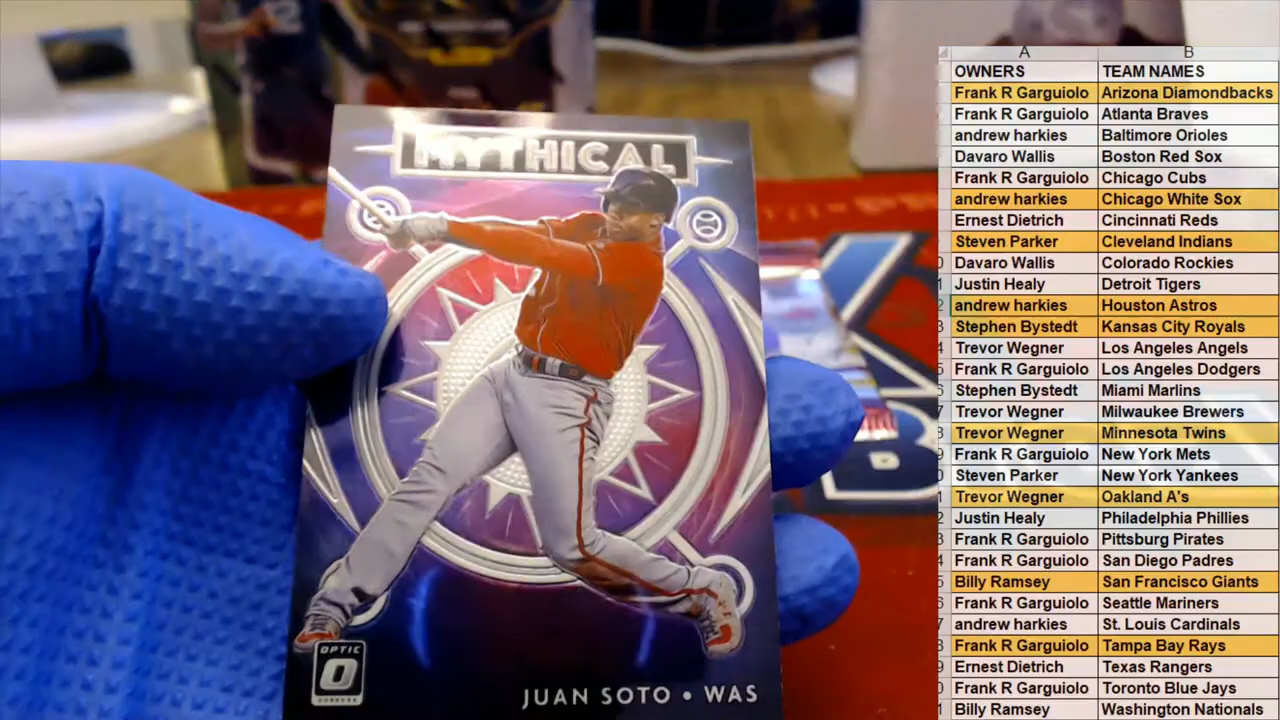 MYTHICAL
OPTIC
JUAN SOTO • WAS
A B
OWNERS TEAM NAMES
Frank R Garguiolo Arizona Diamondbacks
Frank R Garguiolo Atlanta Braves
andrew harkies Baltimore Orioles
Davaro Wallis Boston Red Sox
Frank R Garguiolo Chicago Cubs
andrew harkies Chicago White Sox
Ernest Dietrich Cincinnati Reds
Steven Parker Cleveland Indians
Davaro Wallis Colorado Rockies
Justin Healy Detroit Tigers
andrew harkies Houston Astros
Stephen Bystedt Kansas City Royals
Trevor Wegner Los Angeles Angels
Frank R Garguiolo Los Angeles Dodgers
Stephen Bystedt Miami Marlins
Trevor Wegner Milwaukee Brewers
Trevor Wegner Minnesota Twins
Frank R Garguiolo New York Mets
Steven Parker New York Yankees
Trevor Wegner Oakland A's
Justin Healy Philadelphia Phillies
Frank R Garguiolo Pittsburg Pirates
Frank R Garguiolo San Diego Padres
Billy Ramsey San Francisco Giants
Frank R Garguiolo Seattle Mariners
andrew harkies St. Louis Cardinals
Frank R Garguiolo Tampa Bay Rays
Ernest Dietrich Texas Rangers
Frank R Garguiolo Toronto Blue Jays
Billy Ramsey Washington Nationals